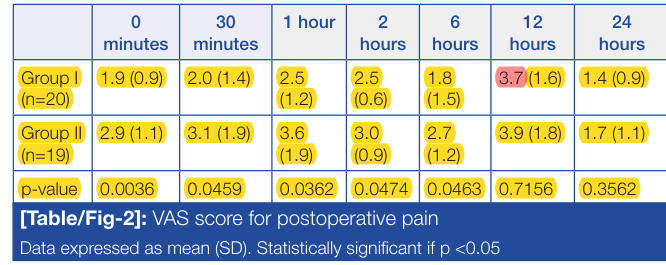 0 minutes 30 minutes 1 hour 2 hours 6 hours 12 hours 24 hours
Group I (n=20) 1.9 (0.9) 2.0 (1.4) 2.5 (1.2) 2.5 (0.6) 1.8 (1.5) 3.7 (1.6) 1.4 (0.9)
Group II (n=19) 2.9 (1.1) 3.1 (1.9) 3.6 (1.9) 3.0 (0.9) 2.7 (1.2) 3.9 (1.8) 1.7 (1.1)
p-value 0.0036 0.0459 0.0362 0.0474 0.0463 0.7156 0.3562
[Table/Fig-2]: VAS score for postoperative pain
Data expressed as mean (SD). Statistically significant if p <0.05